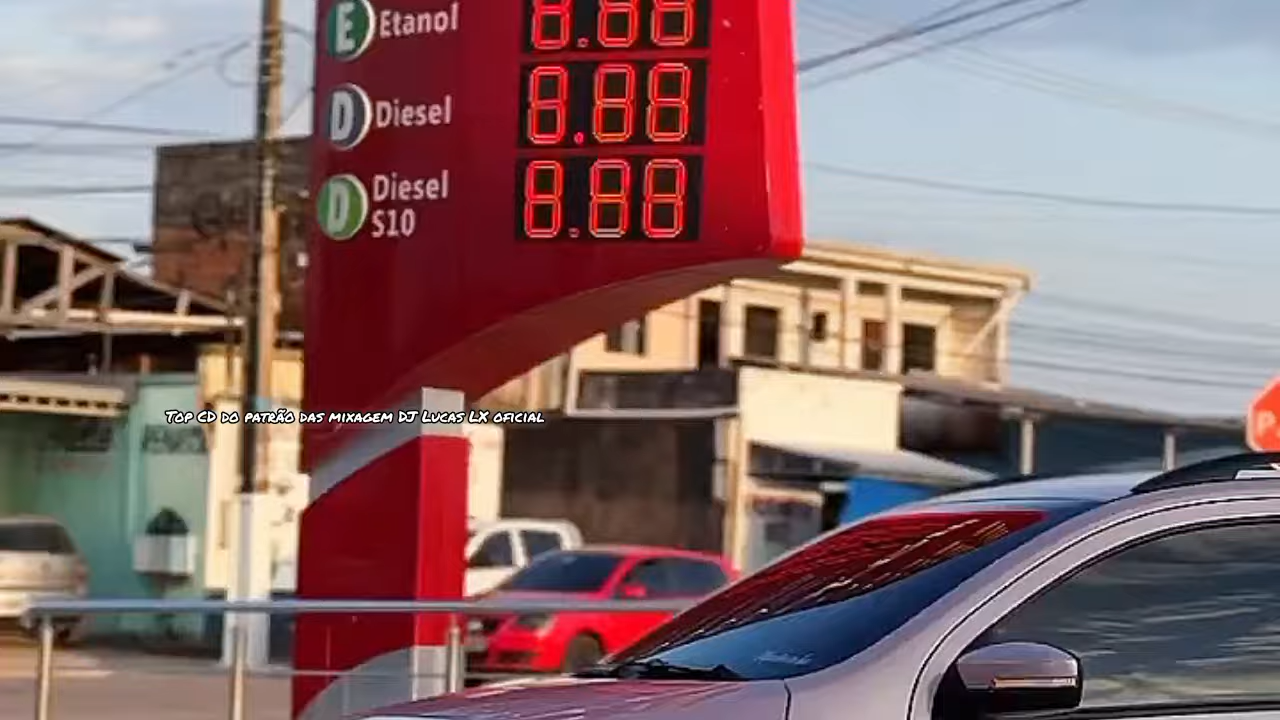 E Etanol 8.88
D Diesel 8.88
D Diesel S10 8.88
Top CD do patrão das mixagem DJ Lucas LX oficial
P